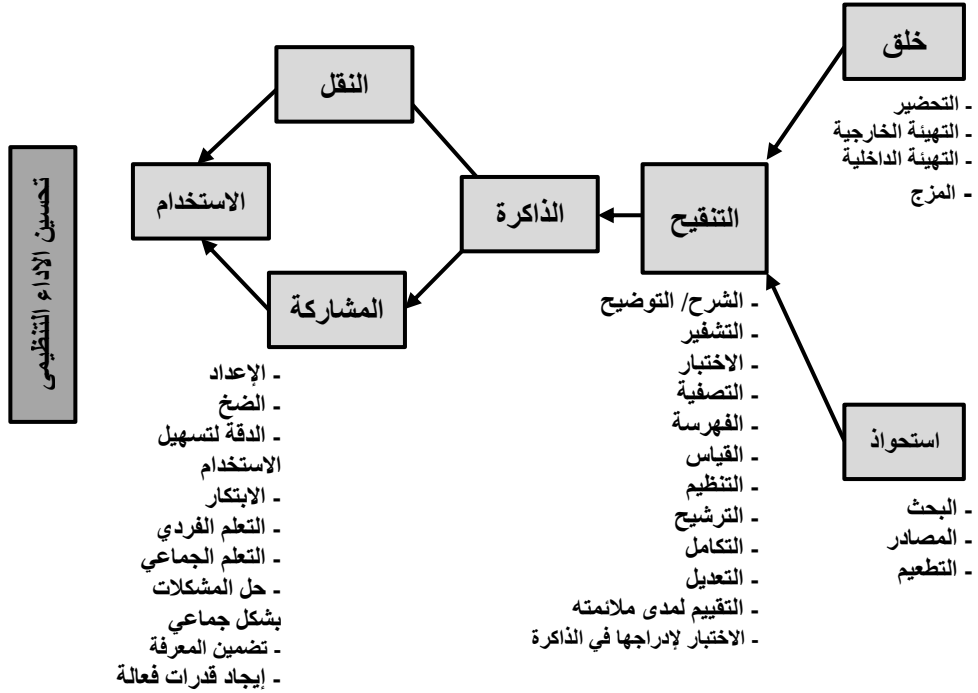 خلق
- التحضير
- التهيئة الخارجية
- التهيئة الداخلية
- المزج
استحواذ
- البحث
- المصادر
- التطعيم
التنقيح
- الشرح/ التوضيح
- التشفير
- الاختبار
- التصفية
- الفهرسة
- القياس
- التنظيم
- الترشيح
- التكامل
- التعديل
- التقييم لمدى ملائمته
- الاختبار لإدراجها في الذاكرة
الذاكرة
النقل
المشاركة
- الإعداد
- الضخ
- الدقة لتسهيل
الاستخدام
- الابتكار
- التعلم الفردي
- التعلم الجماعي
- حل المشكلات
بشكل جماعي
- تضمين المعرفة
- إيجاد قدرات فعالة
الاستخدام
تحسين الاداء التنظيمى